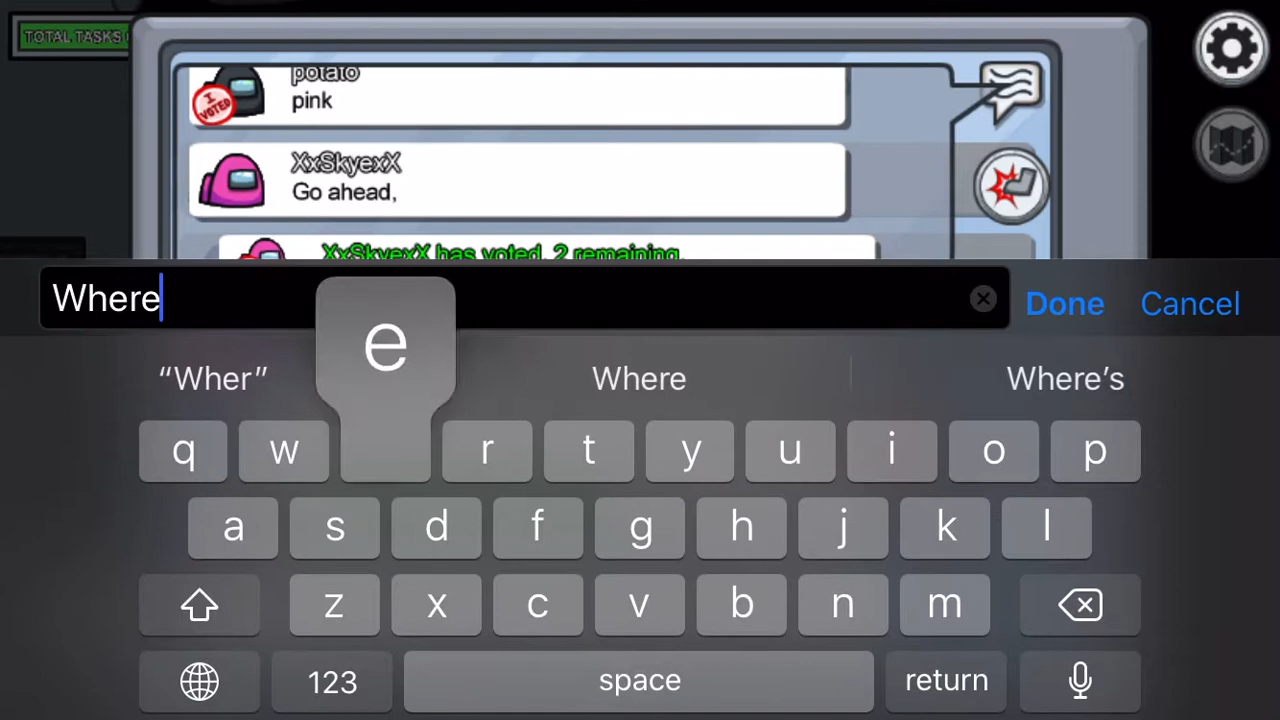 TOTAL TASKS
potato
pink
I VOTED
XxSkyexX
Go ahead,
XxSkyexX has voted. 2 remaining.
Where
Done
Cancel
e
“Wher”
Where
Where’s
q w r t y u i o p
a s d f g h j k l
z x c v b n m
123
space
return